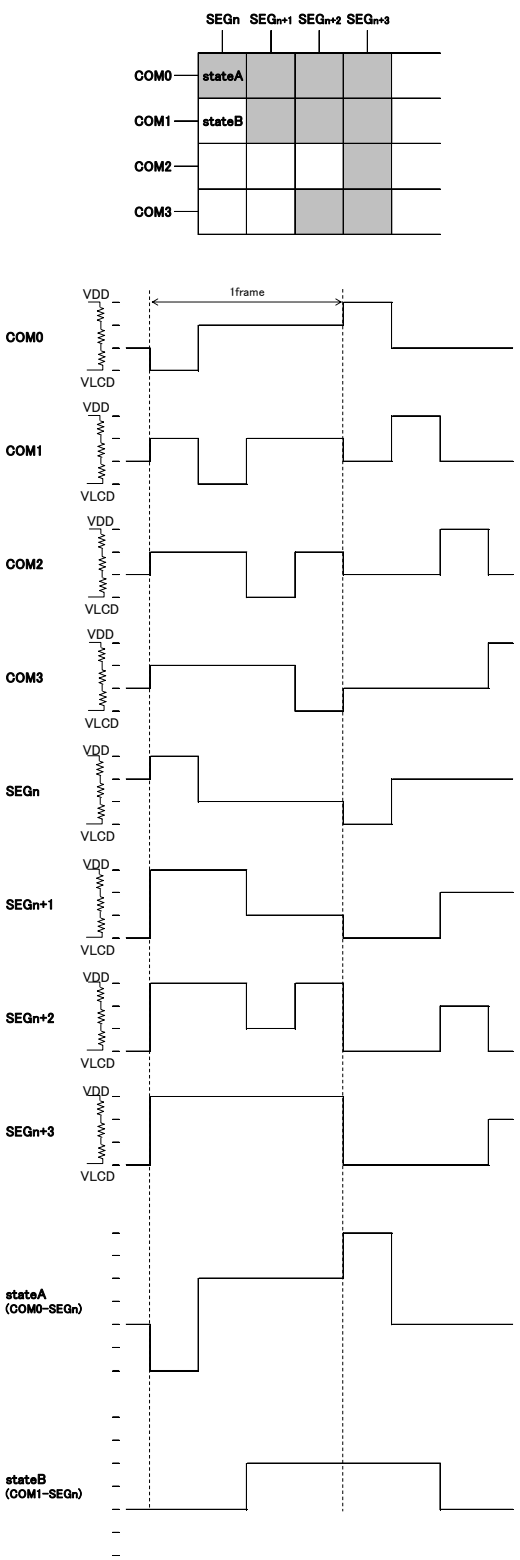 SEGn SEGn+1 SEGn+2 SEGn+3
COM0 stateA
COM1 stateB
COM2
COM3
VDD
1frame
COM0
VLCD
VDD
COM1
VLCD
VDD
COM2
VLCD
VDD
COM3
VLCD
VDD
SEGn
VLCD
VDD
SEGn+1
VLCD
VDD
SEGn+2
VLCD
VDD
SEGn+3
VLCD
stateA
(COM0-SEGn)
stateB
(COM1-SEGn)